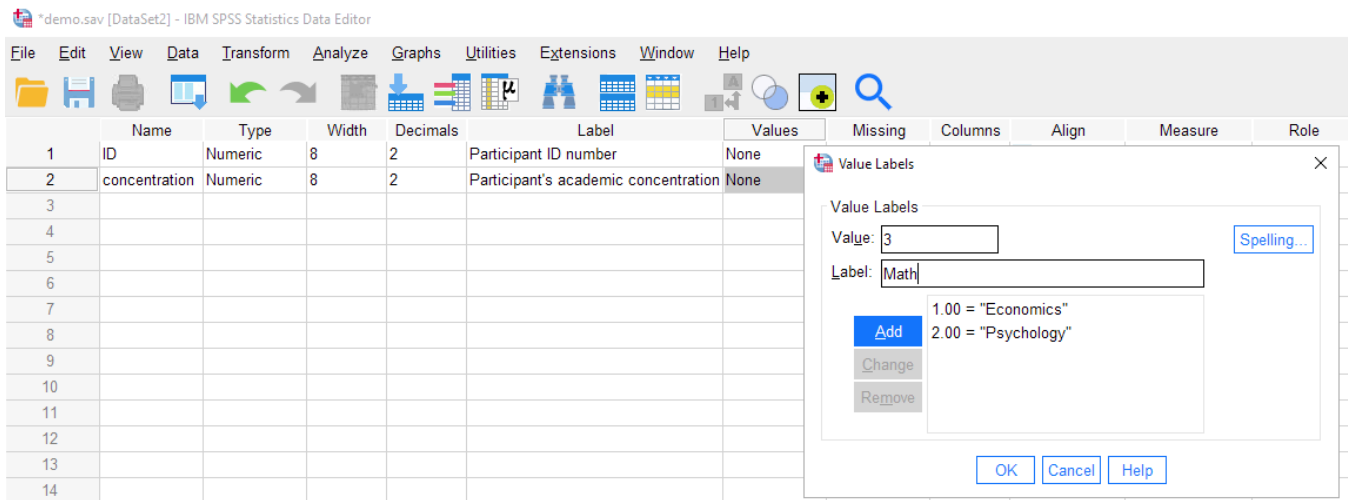 *demo.sav [DataSet2] - IBM SPSS Statistics Data Editor
File Edit View Data Transform Analyze Graphs Utilities Extensions Window Help
A
1
μ
Name Type Width Decimals Label Values Missing Columns Align Measure Role
1 ID Numeric 8 2 Participant ID number None
2 concentration Numeric 8 2 Participant's academic concentration None
3
4
5
6
7
8
9
10
11
12
13
14
Value Labels
Value Labels
Value: 3
Spelling...
Label: Math
1.00 = "Economics"
2.00 = "Psychology"
Add
Change
Remove
OK Cancel Help